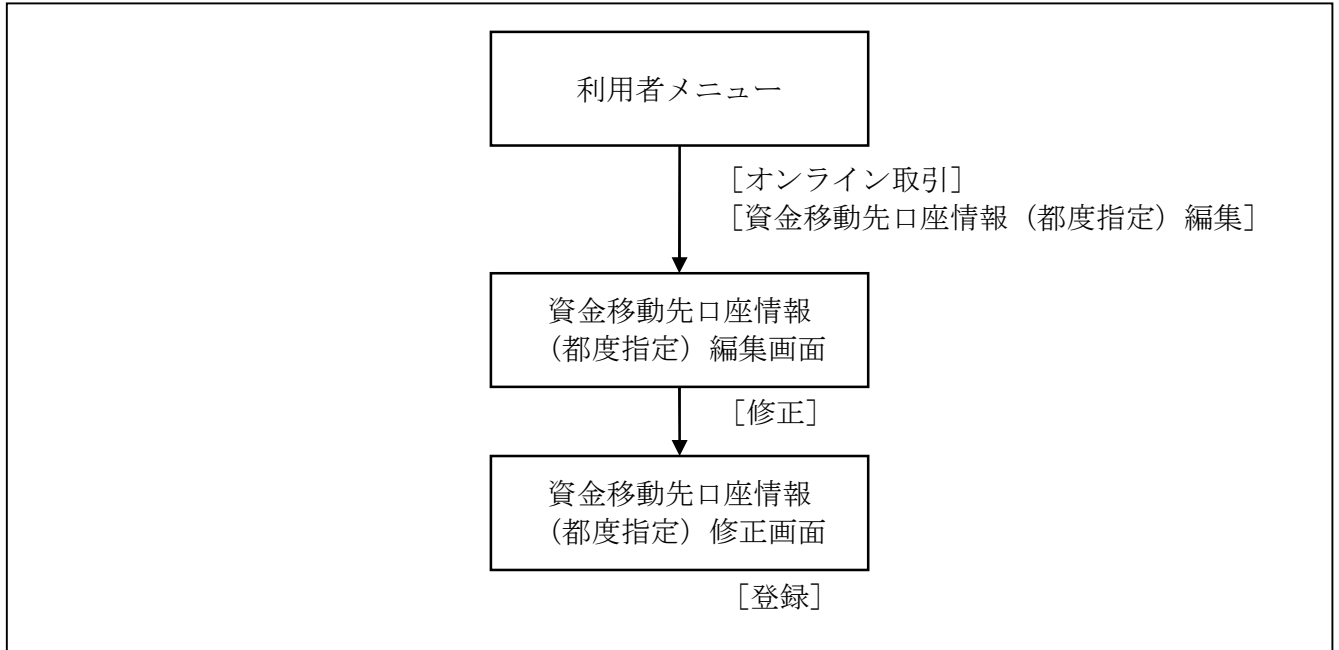 利用者メニュー
［オンライン取引］
［資金移動先口座情報（都度指定）編集］
資金移動先口座情報
（都度指定）編集画面
［修正］
資金移動先口座情報
（都度指定）修正画面
［登録］